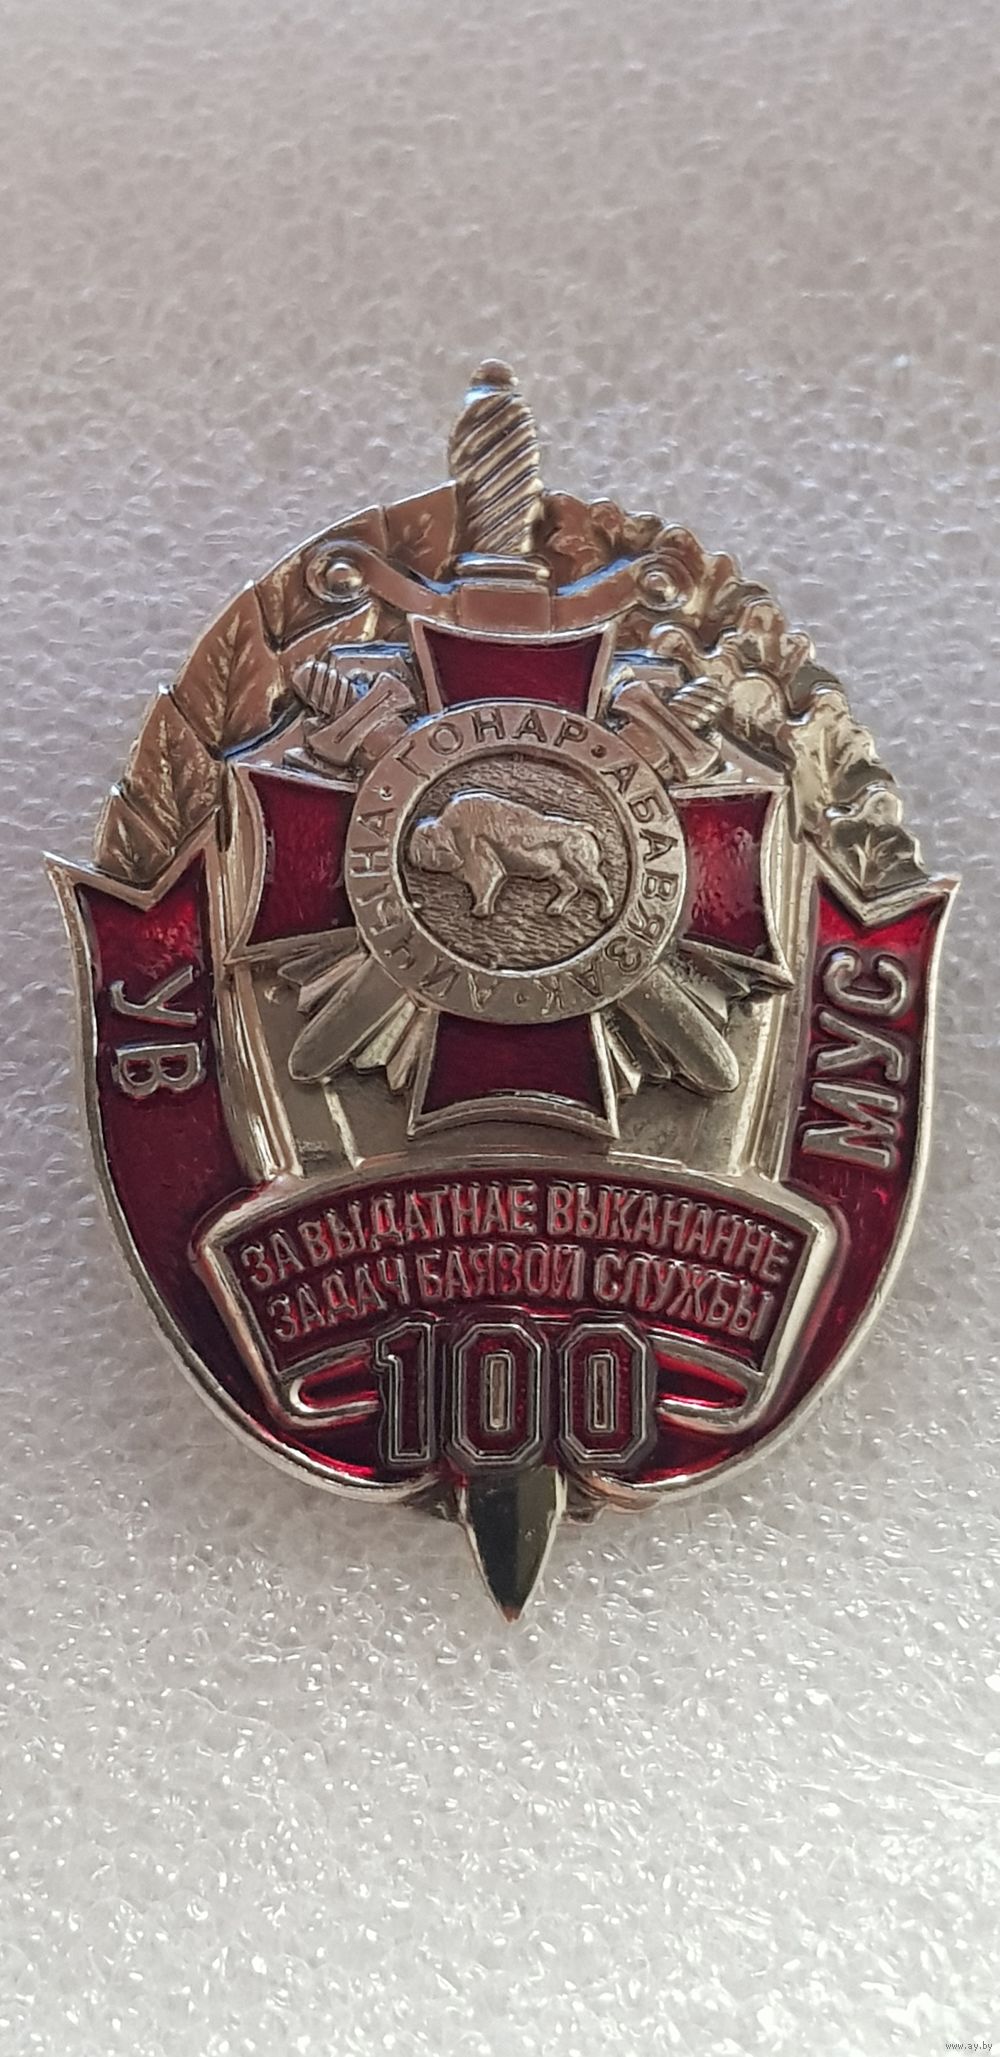 ГОНАР · АБАВЯЗАК · АЙЧЫНА ·
УВ
МУС
ЗА ВЫДАТНАЕ ВЫКАНАННЕ
ЗАДАЧ БАЯВОЙ СЛУЖБЫ
100
www.ay.by